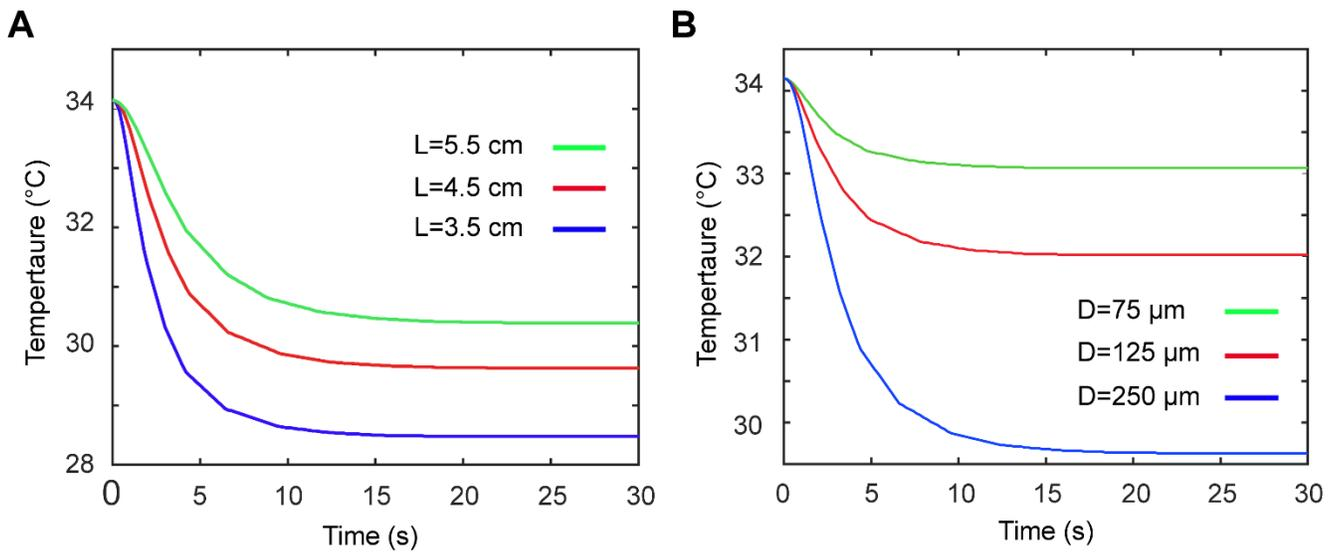 A
Tempertaure (°C)
34
32
30
28
L=5.5 cm
L=4.5 cm
L=3.5 cm
0 5 10 15 20 25 30
Time (s)
B
Tempertaure (°C)
34
33
32
31
30
D=75 µm
D=125 µm
D=250 µm
0 5 10 15 20 25 30
Time (s)